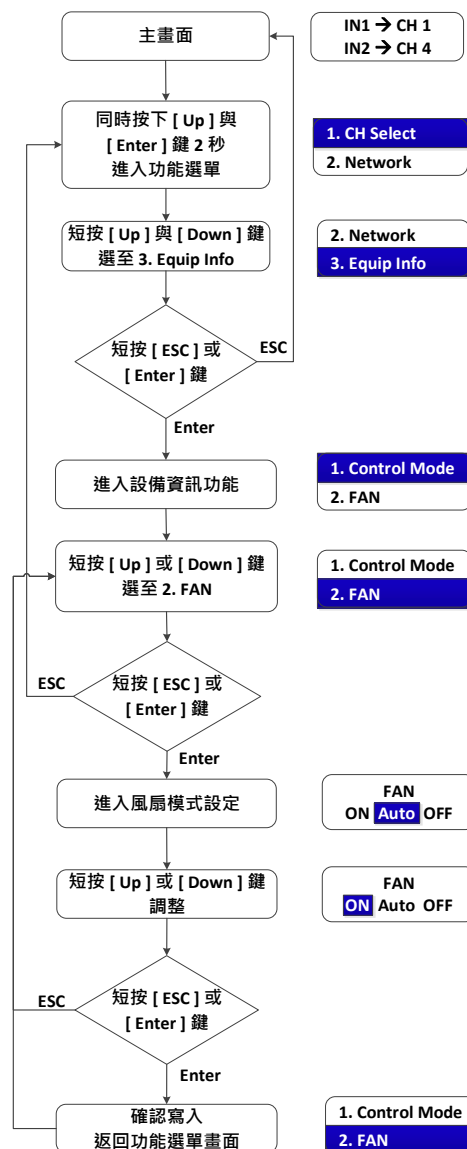 主畫面
IN1 → CH 1
IN2 → CH 4
同時按下 [ Up ] 與
[ Enter ] 鍵 2 秒
進入功能選單
1. CH Select
2. Network
短按 [ Up ] 與 [ Down ] 鍵
選至 3. Equip Info
2. Network
3. Equip Info
短按 [ ESC ] 或
[ Enter ] 鍵
ESC
Enter
進入設備資訊功能
1. Control Mode
2. FAN
短按 [ Up ] 或 [ Down ] 鍵
選至 2. FAN
1. Control Mode
2. FAN
ESC
短按 [ ESC ] 或
[ Enter ] 鍵
Enter
進入風扇模式設定
FAN
ON Auto OFF
短按 [ Up ] 或 [ Down ] 鍵
調整
FAN
ON Auto OFF
ESC
短按 [ ESC ] 或
[ Enter ] 鍵
Enter
確認寫入
返回功能選單畫面
1. Control Mode
2. FAN